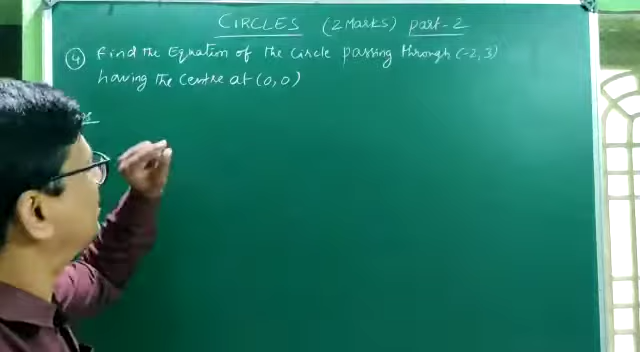 CIRCLES (2 Marks) part-2
4 Find the Equation of the circle passing through (-2, 3)
having the centre at (0, 0)